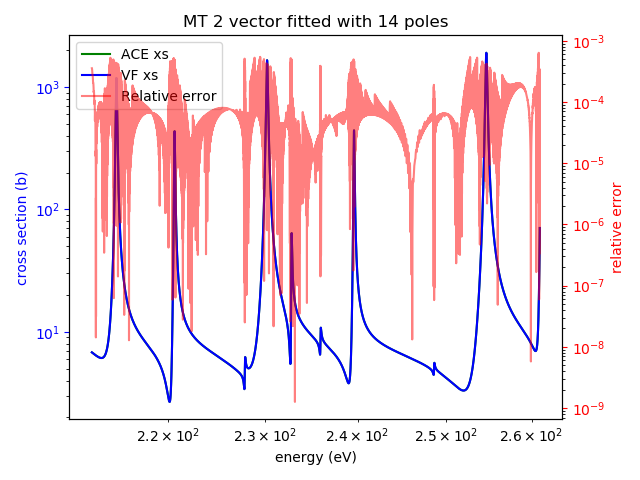 MT 2 vector fitted with 14 poles
ACE xs
VF xs
Relative error
cross section (b)
10³
10²
10¹
10⁻³
10⁻⁴
10⁻⁵
10⁻⁶
10⁻⁷
10⁻⁸
10⁻⁹
relative error
2.2 × 10² 2.3 × 10² 2.4 × 10² 2.5 × 10² 2.6 × 10²
energy (eV)